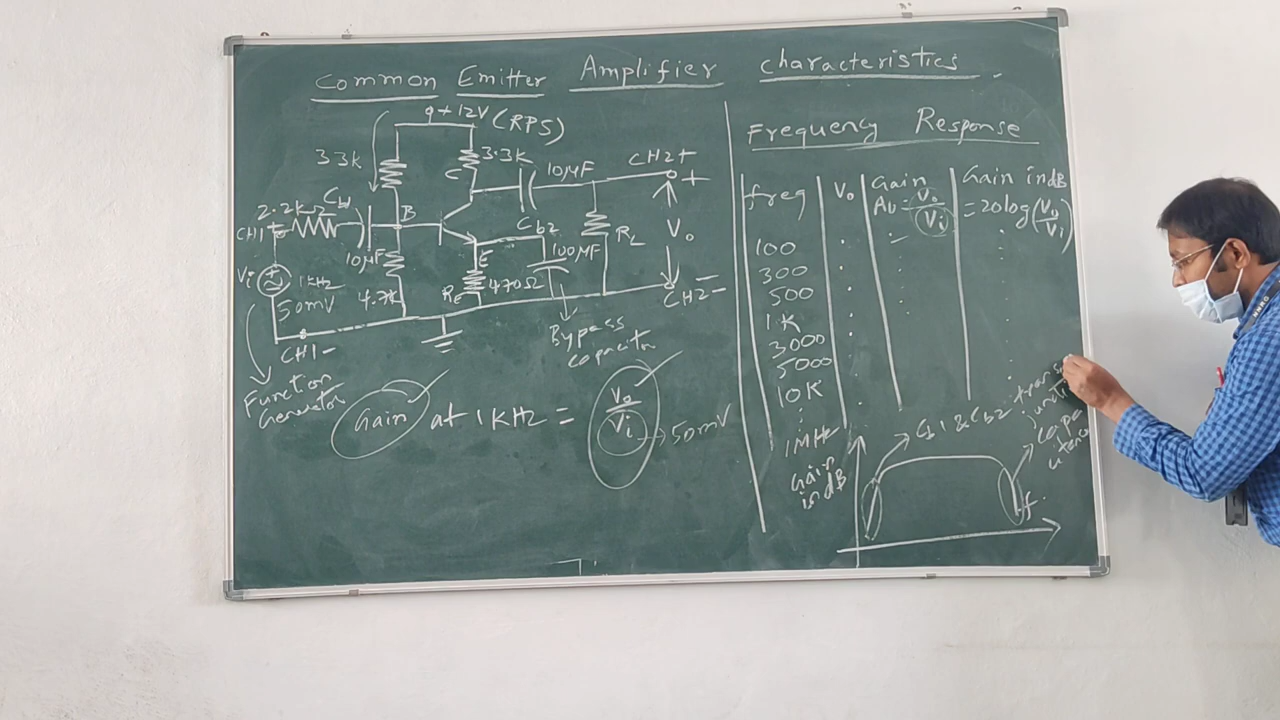 Common Emitter Amplifier characteristics
+12V (RPS)
33k
3.3k
C
10μF
CH2+
+
2.2kΩ
B
CH1+
Cb2
RL
Vo
10μF
E
100μF
Vi
1KHz
50mV
4.7k
RE
470Ω
CH2-
CH1-
Bypass
capacitor
Function
Generator
Gain at 1KHz = Vo/Vi → 50mV
Frequency Response
freq Vo Gain Av = Vo/Vi Gain in dB = 20log(Vo/Vi)
100
300
500
1K
3000
5000
10K
1MHz
Gain
in dB
Cb1 & Cb2
f